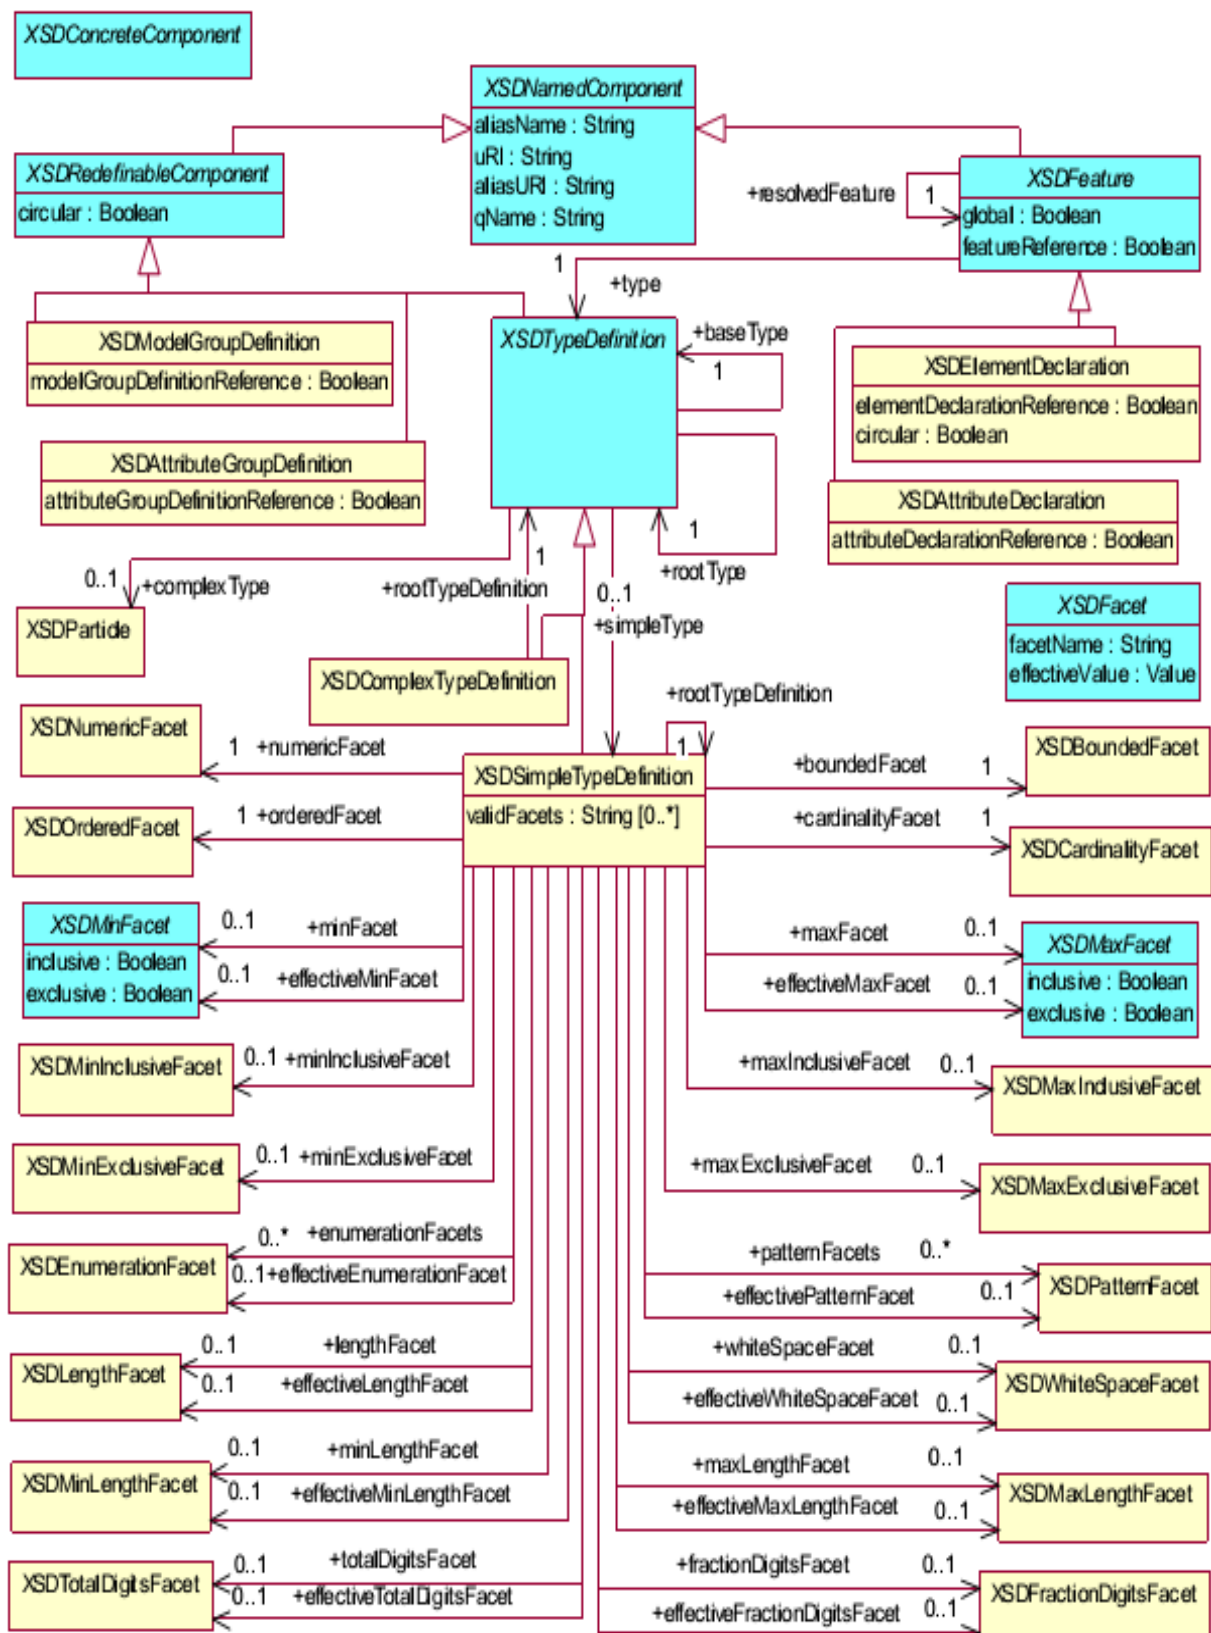 XSDConcreteComponent
XSDNamedComponent
aliasName : String
uRI : String
aliasURI : String
qName : String
XSDRedefinableComponent
circular : Boolean
+resolvedFeature
1
XSDFeature
global : Boolean
featureReference : Boolean
1
+type
XSDModelGroupDefinition
modelGroupDefinitionReference : Boolean
XSDTypeDefinition
+baseType
1
XSDElementDeclaration
elementDeclarationReference : Boolean
circular : Boolean
XSDAttributeGroupDefinition
attributeGroupDefinitionReference : Boolean
XSDAttributeDeclaration
attributeDeclarationReference : Boolean
1
+rootType
0..1
+complexType
1
+rootTypeDefinition
0..1
+simpleType
XSDParticle
XSDComplexTypeDefinition
XSDFacet
facetName : String
effectiveValue : Value
+rootTypeDefinition
1
XSDNumericFacet
1 +numericFacet
XSDSimpleTypeDefinition
validFacets : String [0..*]
+boundedFacet 1
XSDBoundedFacet
XSDOrderedFacet
1 +orderedFacet
+cardinalityFacet 1
XSDCardinalityFacet
XSDMinFacet
inclusive : Boolean
exclusive : Boolean
0..1 +minFacet
0..1 +effectiveMinFacet
+maxFacet 0..1
+effectiveMaxFacet 0..1
XSDMaxFacet
inclusive : Boolean
exclusive : Boolean
XSDMinInclusiveFacet
0..1 +minInclusiveFacet
+maxInclusiveFacet 0..1
XSDMaxInclusiveFacet
XSDMinExclusiveFacet
0..1 +minExclusiveFacet
+maxExclusiveFacet 0..1
XSDMaxExclusiveFacet
XSDEnumerationFacet
0..* +enumerationFacets
0..1 +effectiveEnumerationFacet
+patternFacets 0..*
+effectivePatternFacet 0..1
XSDPatternFacet
XSDLengthFacet
0..1 +lengthFacet
0..1 +effectiveLengthFacet
+whiteSpaceFacet 0..1
+effectiveWhiteSpaceFacet 0..1
XSDWhiteSpaceFacet
XSDMinLengthFacet
0..1 +minLengthFacet
0..1 +effectiveMinLengthFacet
+maxLengthFacet 0..1
+effectiveMaxLengthFacet 0..1
XSDMaxLengthFacet
XSDTotalDigitsFacet
0..1 +totalDigitsFacet
0..1 +effectiveTotalDigitsFacet
+fractionDigitsFacet 0..1
+effectiveFractionDigitsFacet 0..1
XSDFractionDigitsFacet